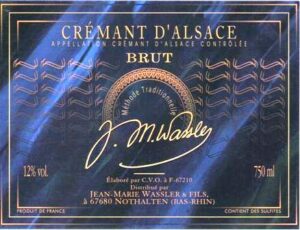 CRÉMANT D'ALSACE
APPELLATION CRÉMANT D'ALSACE CONTRÔLÉE
BRUT
Méthode Traditionnelle
J. M. Wassler
12% vol.
Elaboré par C.V.O. à F-67210
750 ml
Distribué par
JEAN-MARIE WASSLER & FILS,
à 67680 NOTHALTEN (BAS-RHIN)
PRODUIT DE FRANCE
CONTIENT DES SULFITES